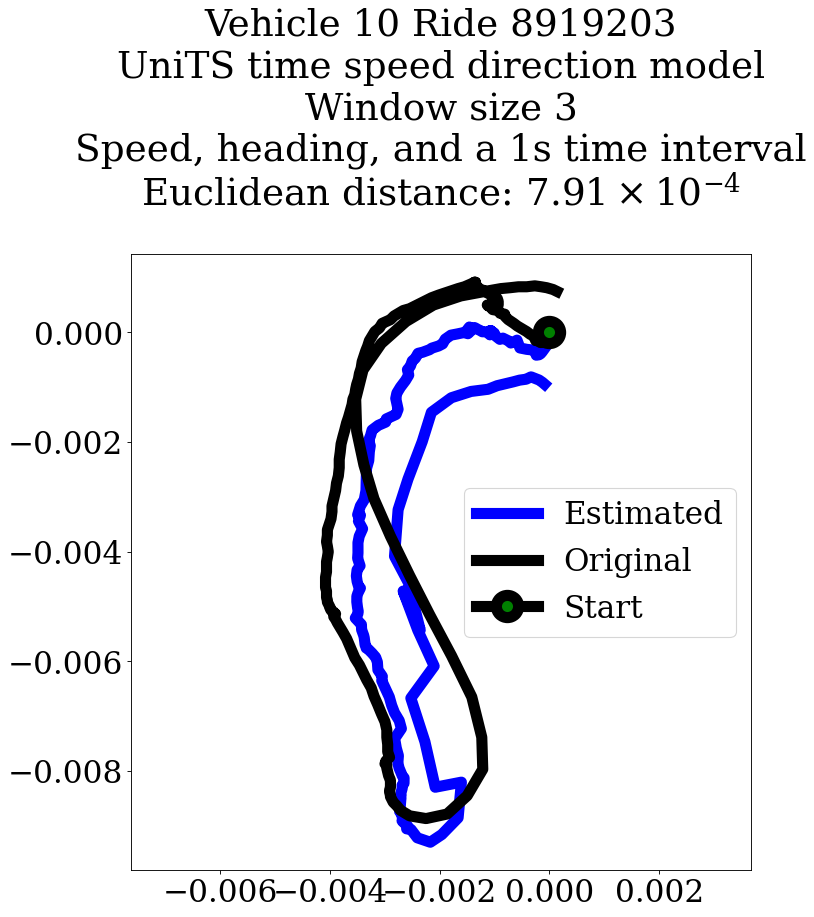 Vehicle 10 Ride 8919203
UniTS time speed direction model
Window size 3
Speed, heading, and a 1s time interval
Euclidean distance: 7.91 × 10⁻⁴
0.000
−0.002
−0.004
−0.006
−0.008
Estimated
Original
Start
−0.006 −0.004 −0.002 0.000 0.002